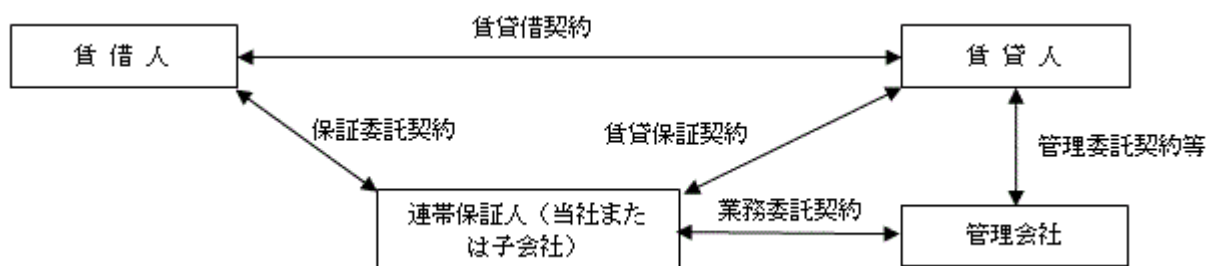 賃貸借契約
賃 借 人
賃 貸 人
保証委託契約
賃貸保証契約
管理委託契約等
連帯保証人（当社また
は子会社）
業務委託契約
管理会社